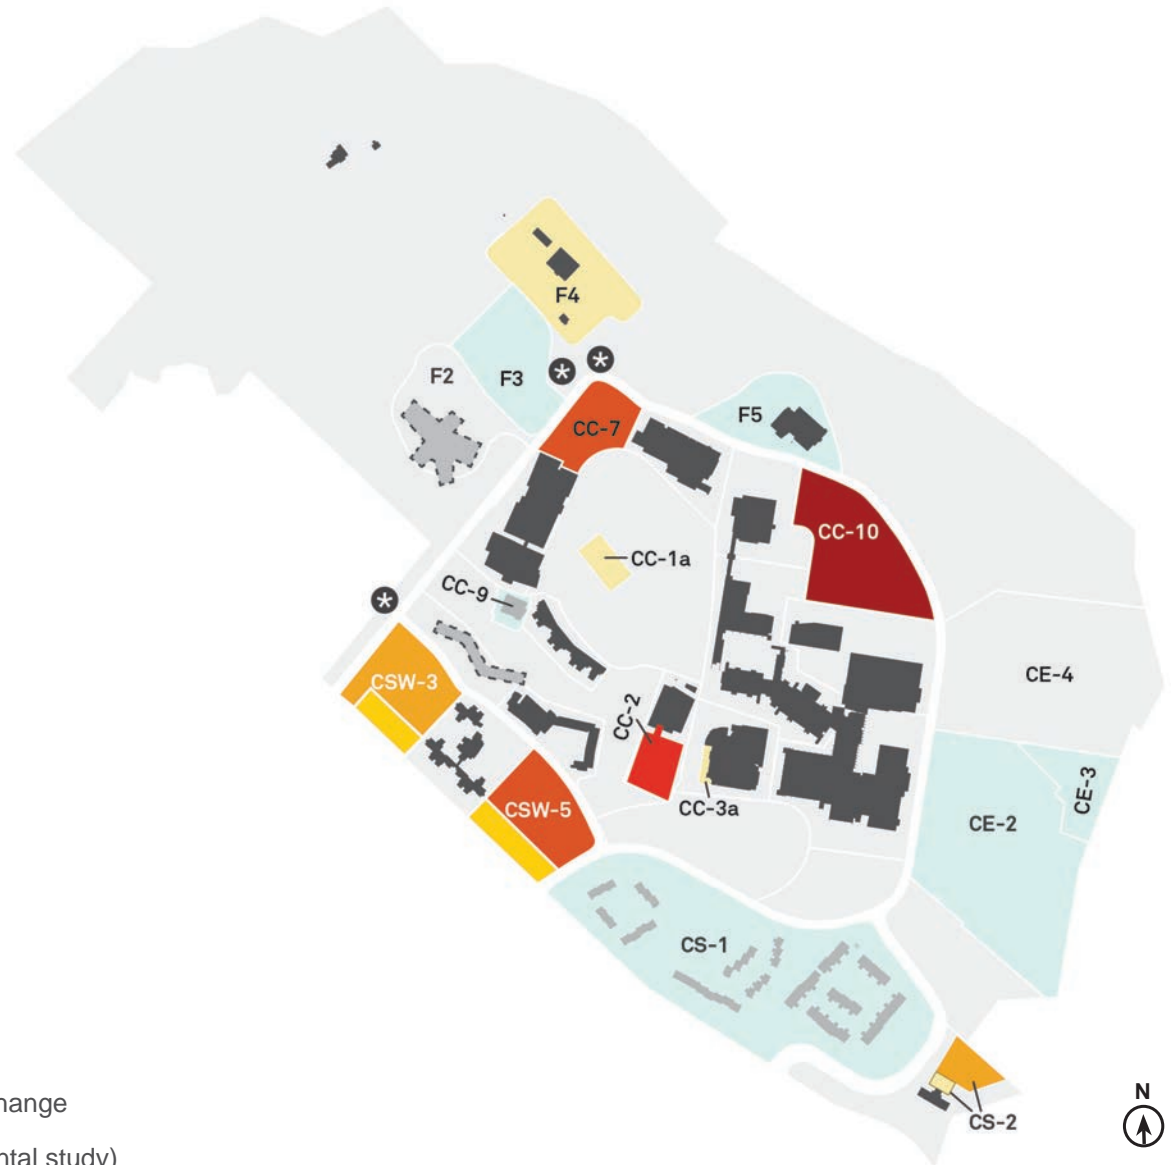 F4
F2
F3
F5
CC-7
CC-10
CC-1a
CC-9
CE-4
CSW-3
CC-2
CE-3
CC-3a
CSW-5
CE-2
CS-1
CS-2
N
hange
ntal study)